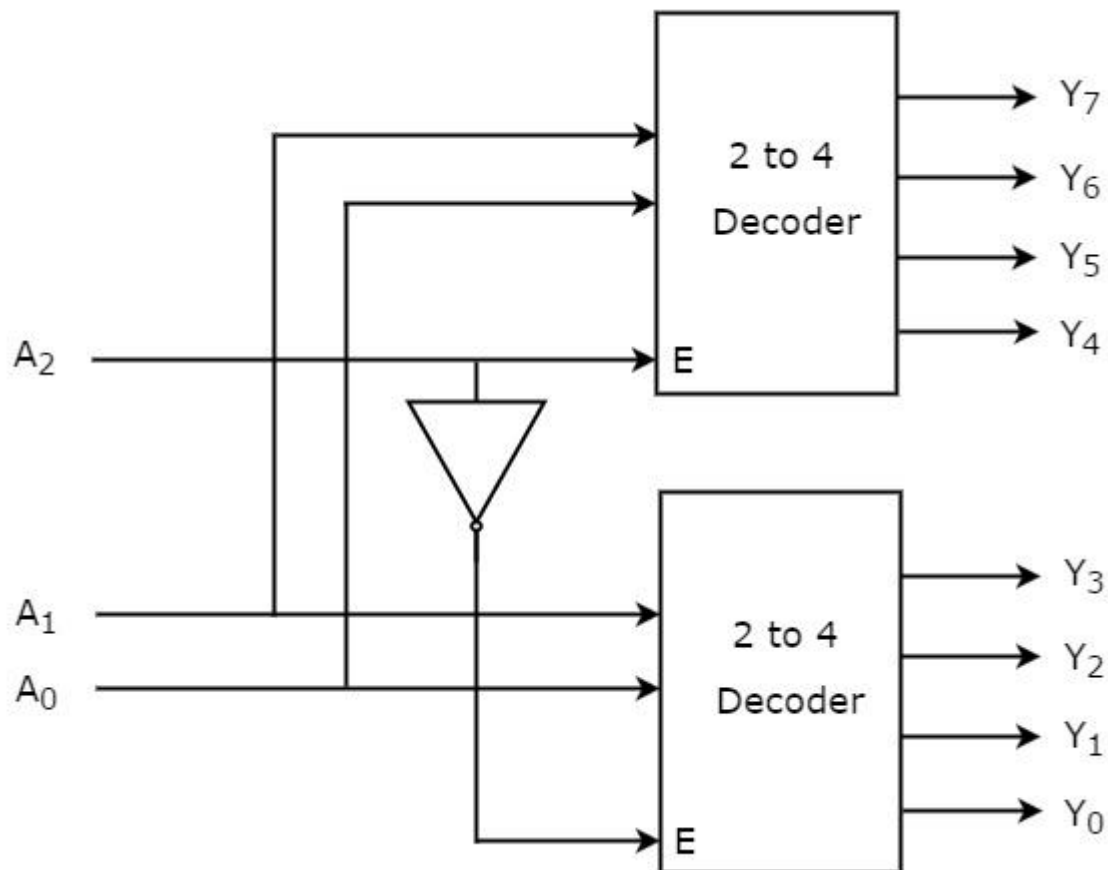 Y₇
2 to 4
Y₆
Decoder
Y₅
A₂
E
Y₄
Y₃
A₁
2 to 4
Y₂
A₀
Decoder
Y₁
Y₀
E